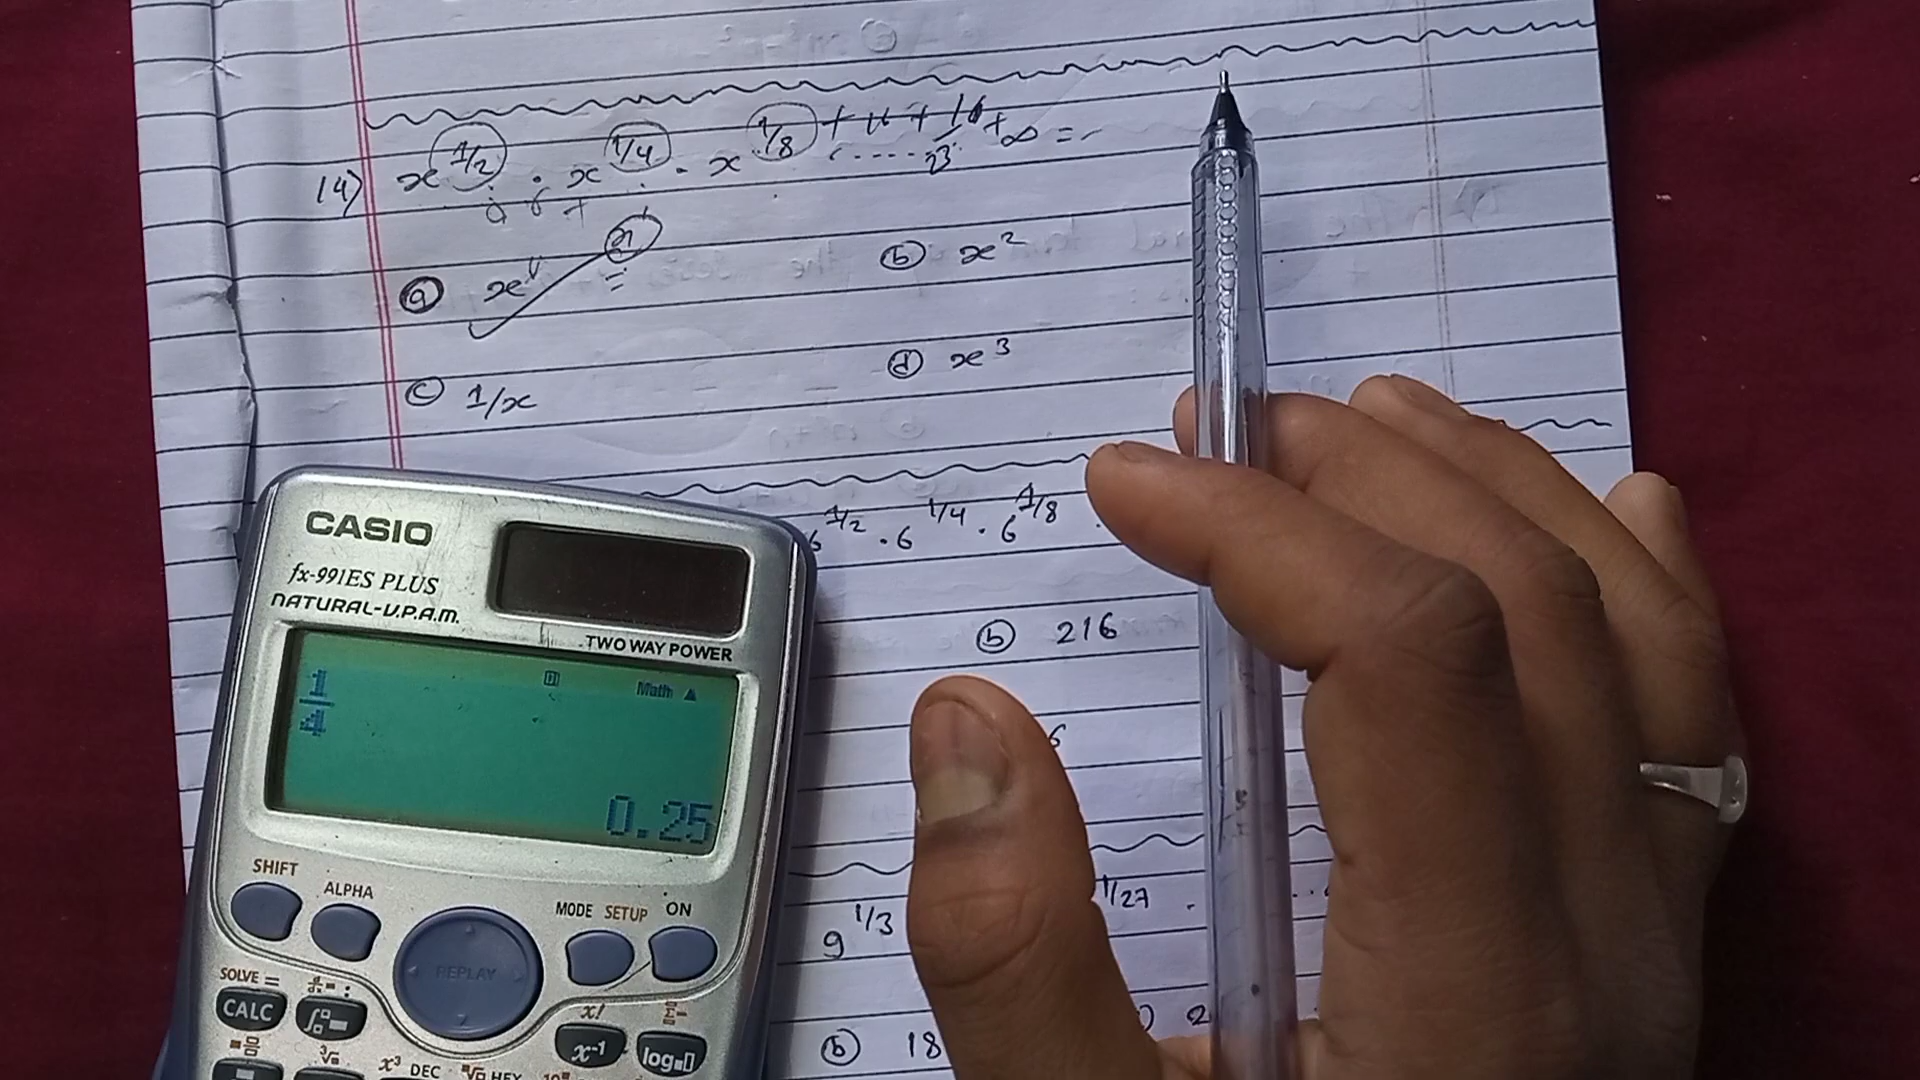 14) x^1/2 . x^1/4 . x^1/8 ..... ∞ =
ⓐ x
ⓑ x²
ⓒ 1/x
ⓓ x³
6^1/2 . 6^1/4 . 6^1/8 .
ⓑ 216
6
9^1/3 1/27 . ...
ⓑ 18
CASIO
fx-991ES PLUS
NATURAL-V.P.A.M.
TWO WAY POWER
D Math ▲
1/4
0.25
SHIFT ALPHA MODE SETUP ON
REPLAY
SOLVE = x!
CALC x⁻¹ log
x³ DEC HEX